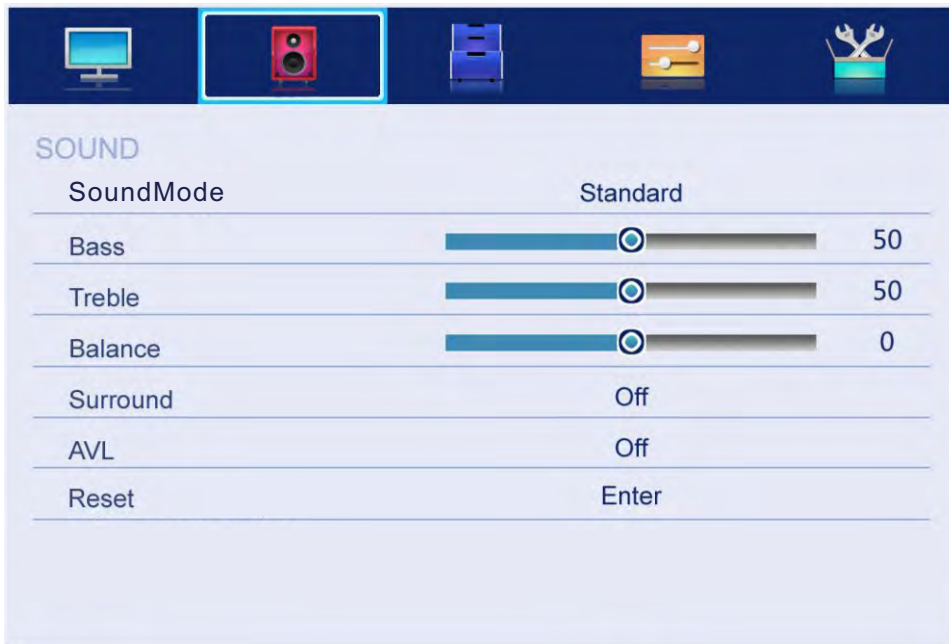 SOUND
SoundMode Standard
Bass 50
Treble 50
Balance 0
Surround Off
AVL Off
Reset Enter